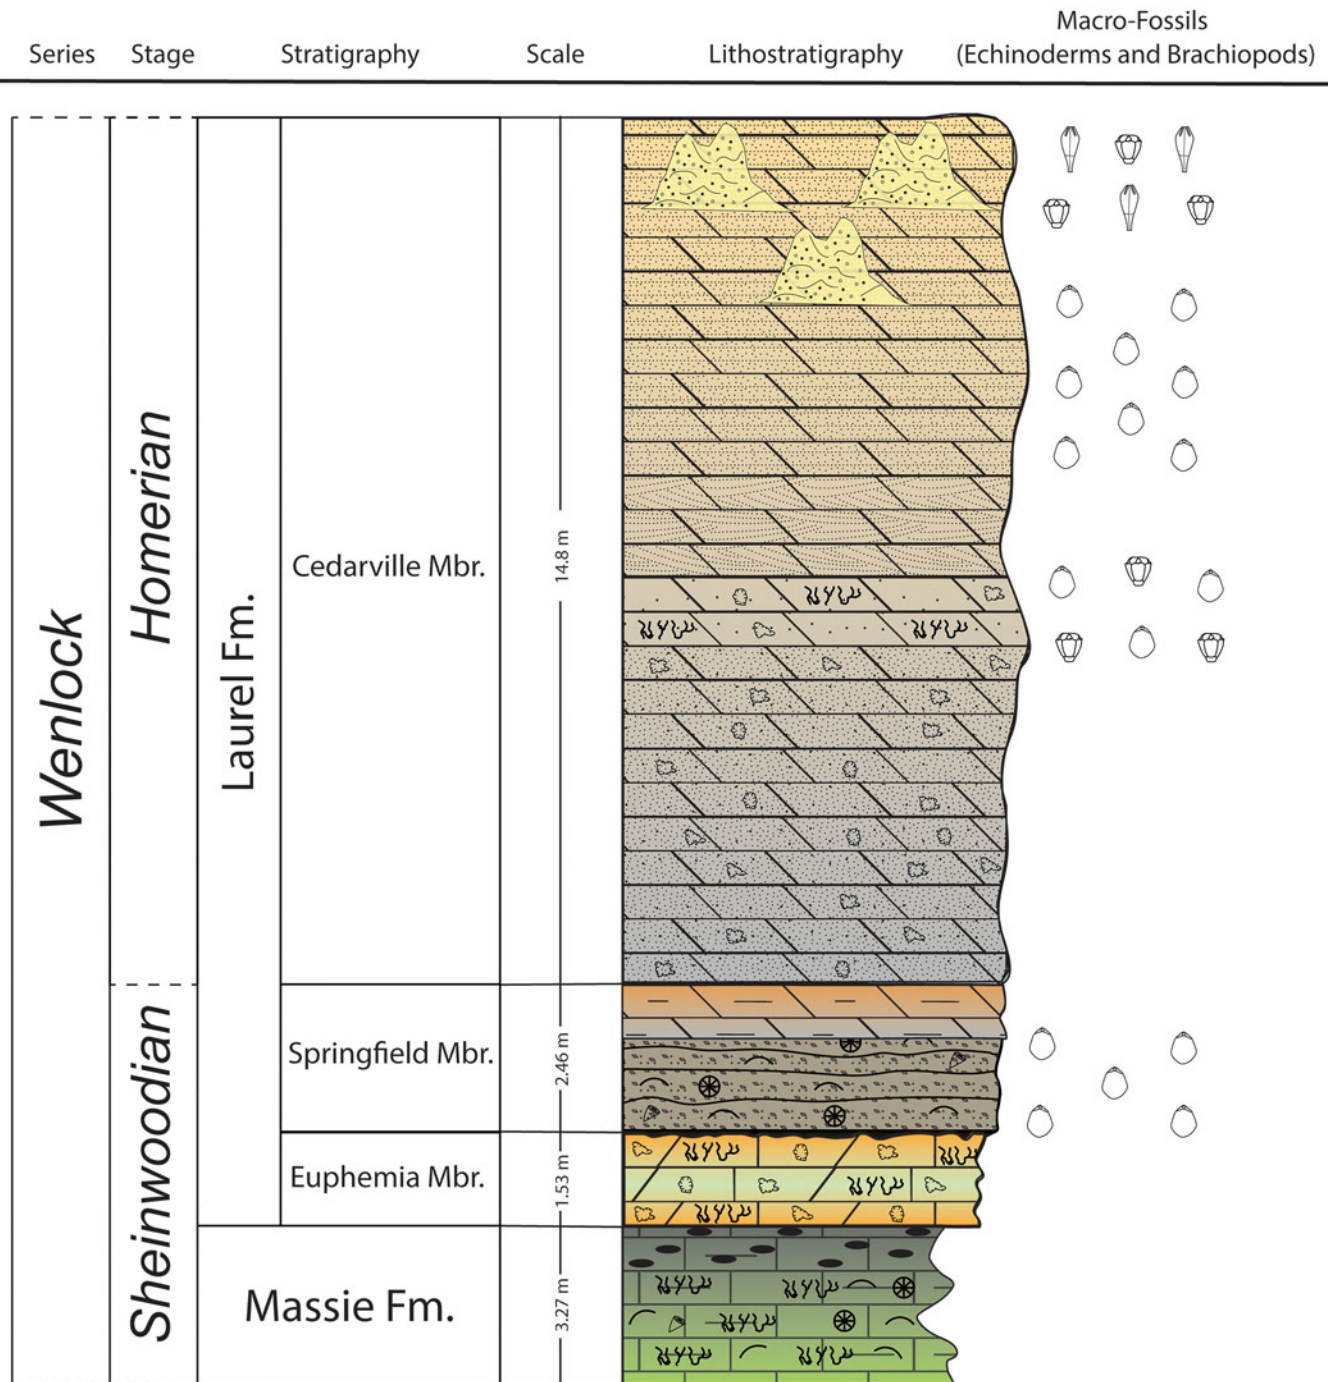 Series
Stage
Stratigraphy
Scale
Lithostratigraphy
Macro-Fossils
(Echinoderms and Brachiopods)
Wenlock
Homerian
Sheinwoodian
Laurel Fm.
Cedarville Mbr.
14.8 m
Springfield Mbr.
2.46 m
Euphemia Mbr.
1.53 m
Massie Fm.
3.27 m